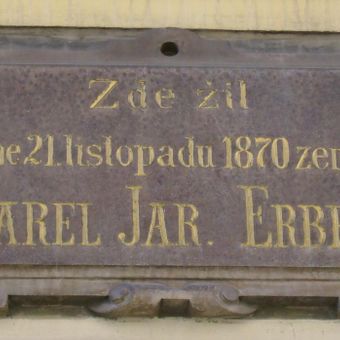 Zde žil
ne 21. listopadu 1870 zem
AREL JAR. ERBE